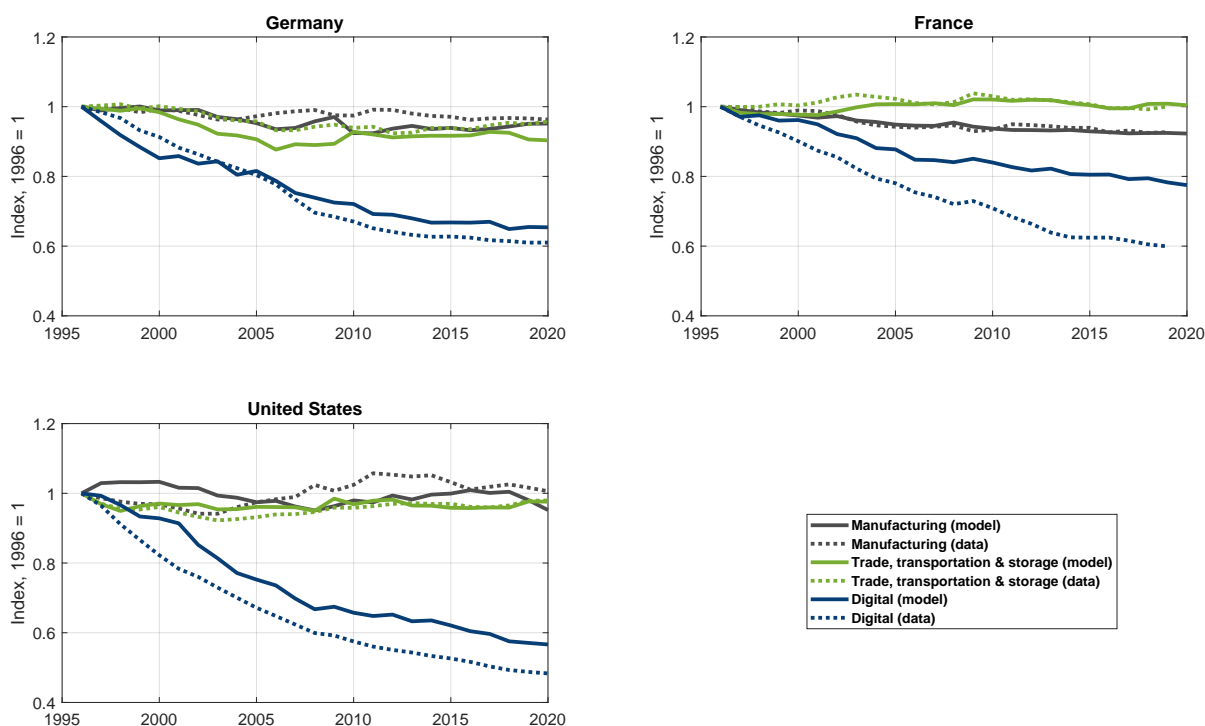 Germany
1.2
1
0.8
0.6
0.4
Index, 1996 = 1
1995 2000 2005 2010 2015 2020
France
1.2
1
0.8
0.6
0.4
Index, 1996 = 1
1995 2000 2005 2010 2015 2020
United States
1.2
1
0.8
0.6
0.4
Index, 1996 = 1
1995 2000 2005 2010 2015 2020
Manufacturing (model)
Manufacturing (data)
Trade, transportation & storage (model)
Trade, transportation & storage (data)
Digital (model)
Digital (data)